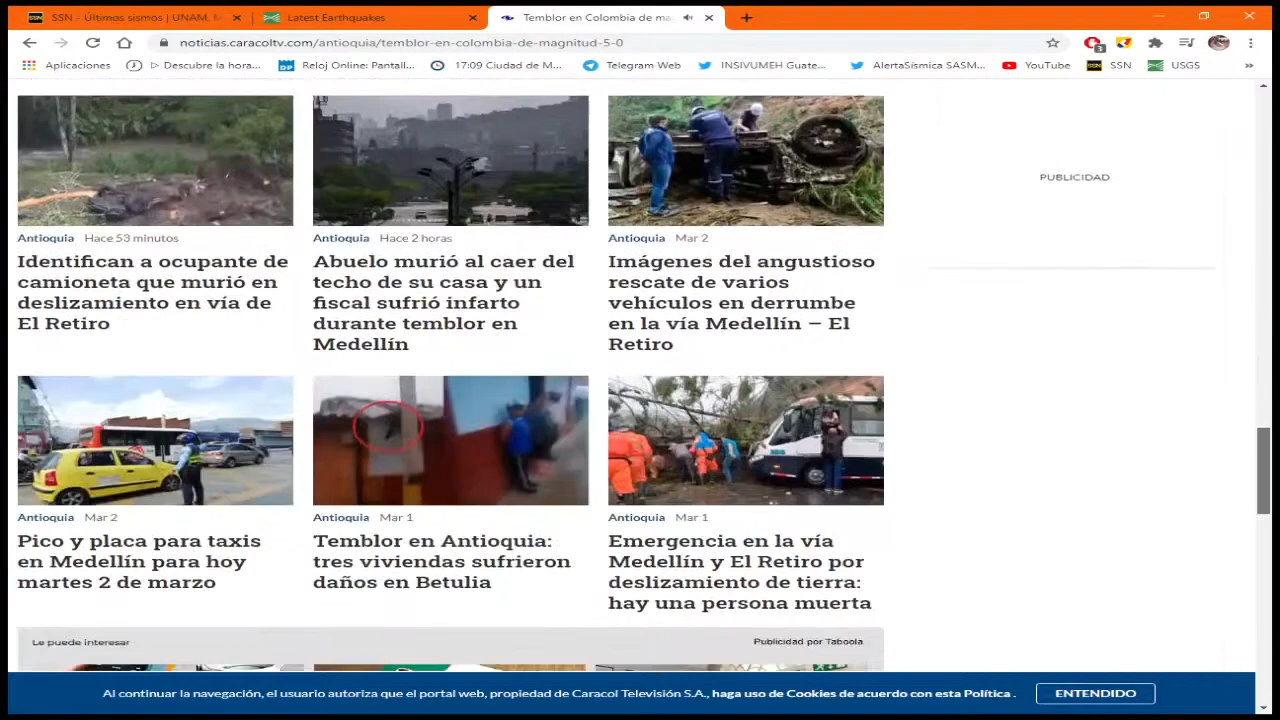 SSN - Últimos sismos | UNAM, M
Latest Earthquakes
Temblor en Colombia de ma
noticias.caracoltv.com/antioquia/temblor-en-colombia-de-magnitud-5-0
3
Aplicaciones
▷ Descubre la hora...
Reloj Online: Pantall...
17:09 Ciudad de M...
Telegram Web
INSIVUMEH Guate...
AlertaSísmica SASM...
YouTube
SSN
USGS
»
PUBLICIDAD
Antioquia Hace 53 minutos
Identifican a ocupante de
camioneta que murió en
deslizamiento en vía de
El Retiro
Antioquia Hace 2 horas
Abuelo murió al caer del
techo de su casa y un
fiscal sufrió infarto
durante temblor en
Medellín
Antioquia Mar 2
Imágenes del angustioso
rescate de varios
vehículos en derrumbe
en la vía Medellín – El
Retiro
Antioquia Mar 2
Pico y placa para taxis
en Medellín para hoy
martes 2 de marzo
Antioquia Mar 1
Temblor en Antioquia:
tres viviendas sufrieron
daños en Betulia
Antioquia Mar 1
Emergencia en la vía
Medellín y El Retiro por
deslizamiento de tierra:
hay una persona muerta
Le puede interesar
Publicidad por Taboola
Al continuar la navegación, el usuario autoriza que el portal web, propiedad de Caracol Televisión S.A., haga uso de Cookies de acuerdo con esta Política .
ENTENDIDO